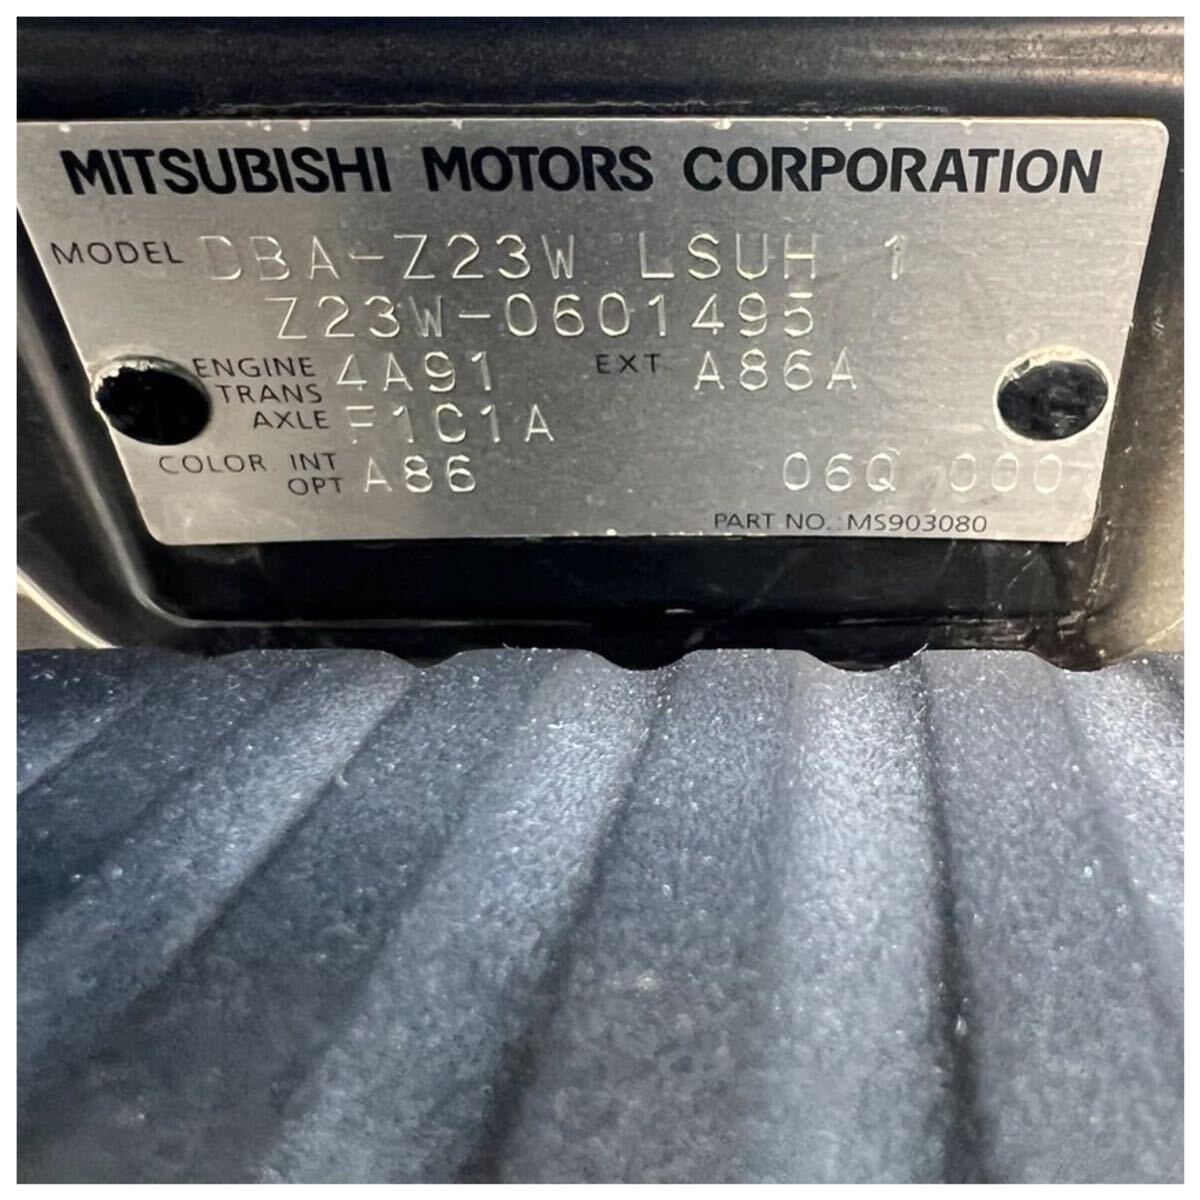 MITSUBISHI MOTORS CORPORATION
MODEL DBA-Z23W LSUH 1
Z23W-0601495
ENGINE 4A91 EXT A86A
TRANS AXLE F1C1A
COLOR INT OPT A86 06Q 000
PART NO.:MS903080